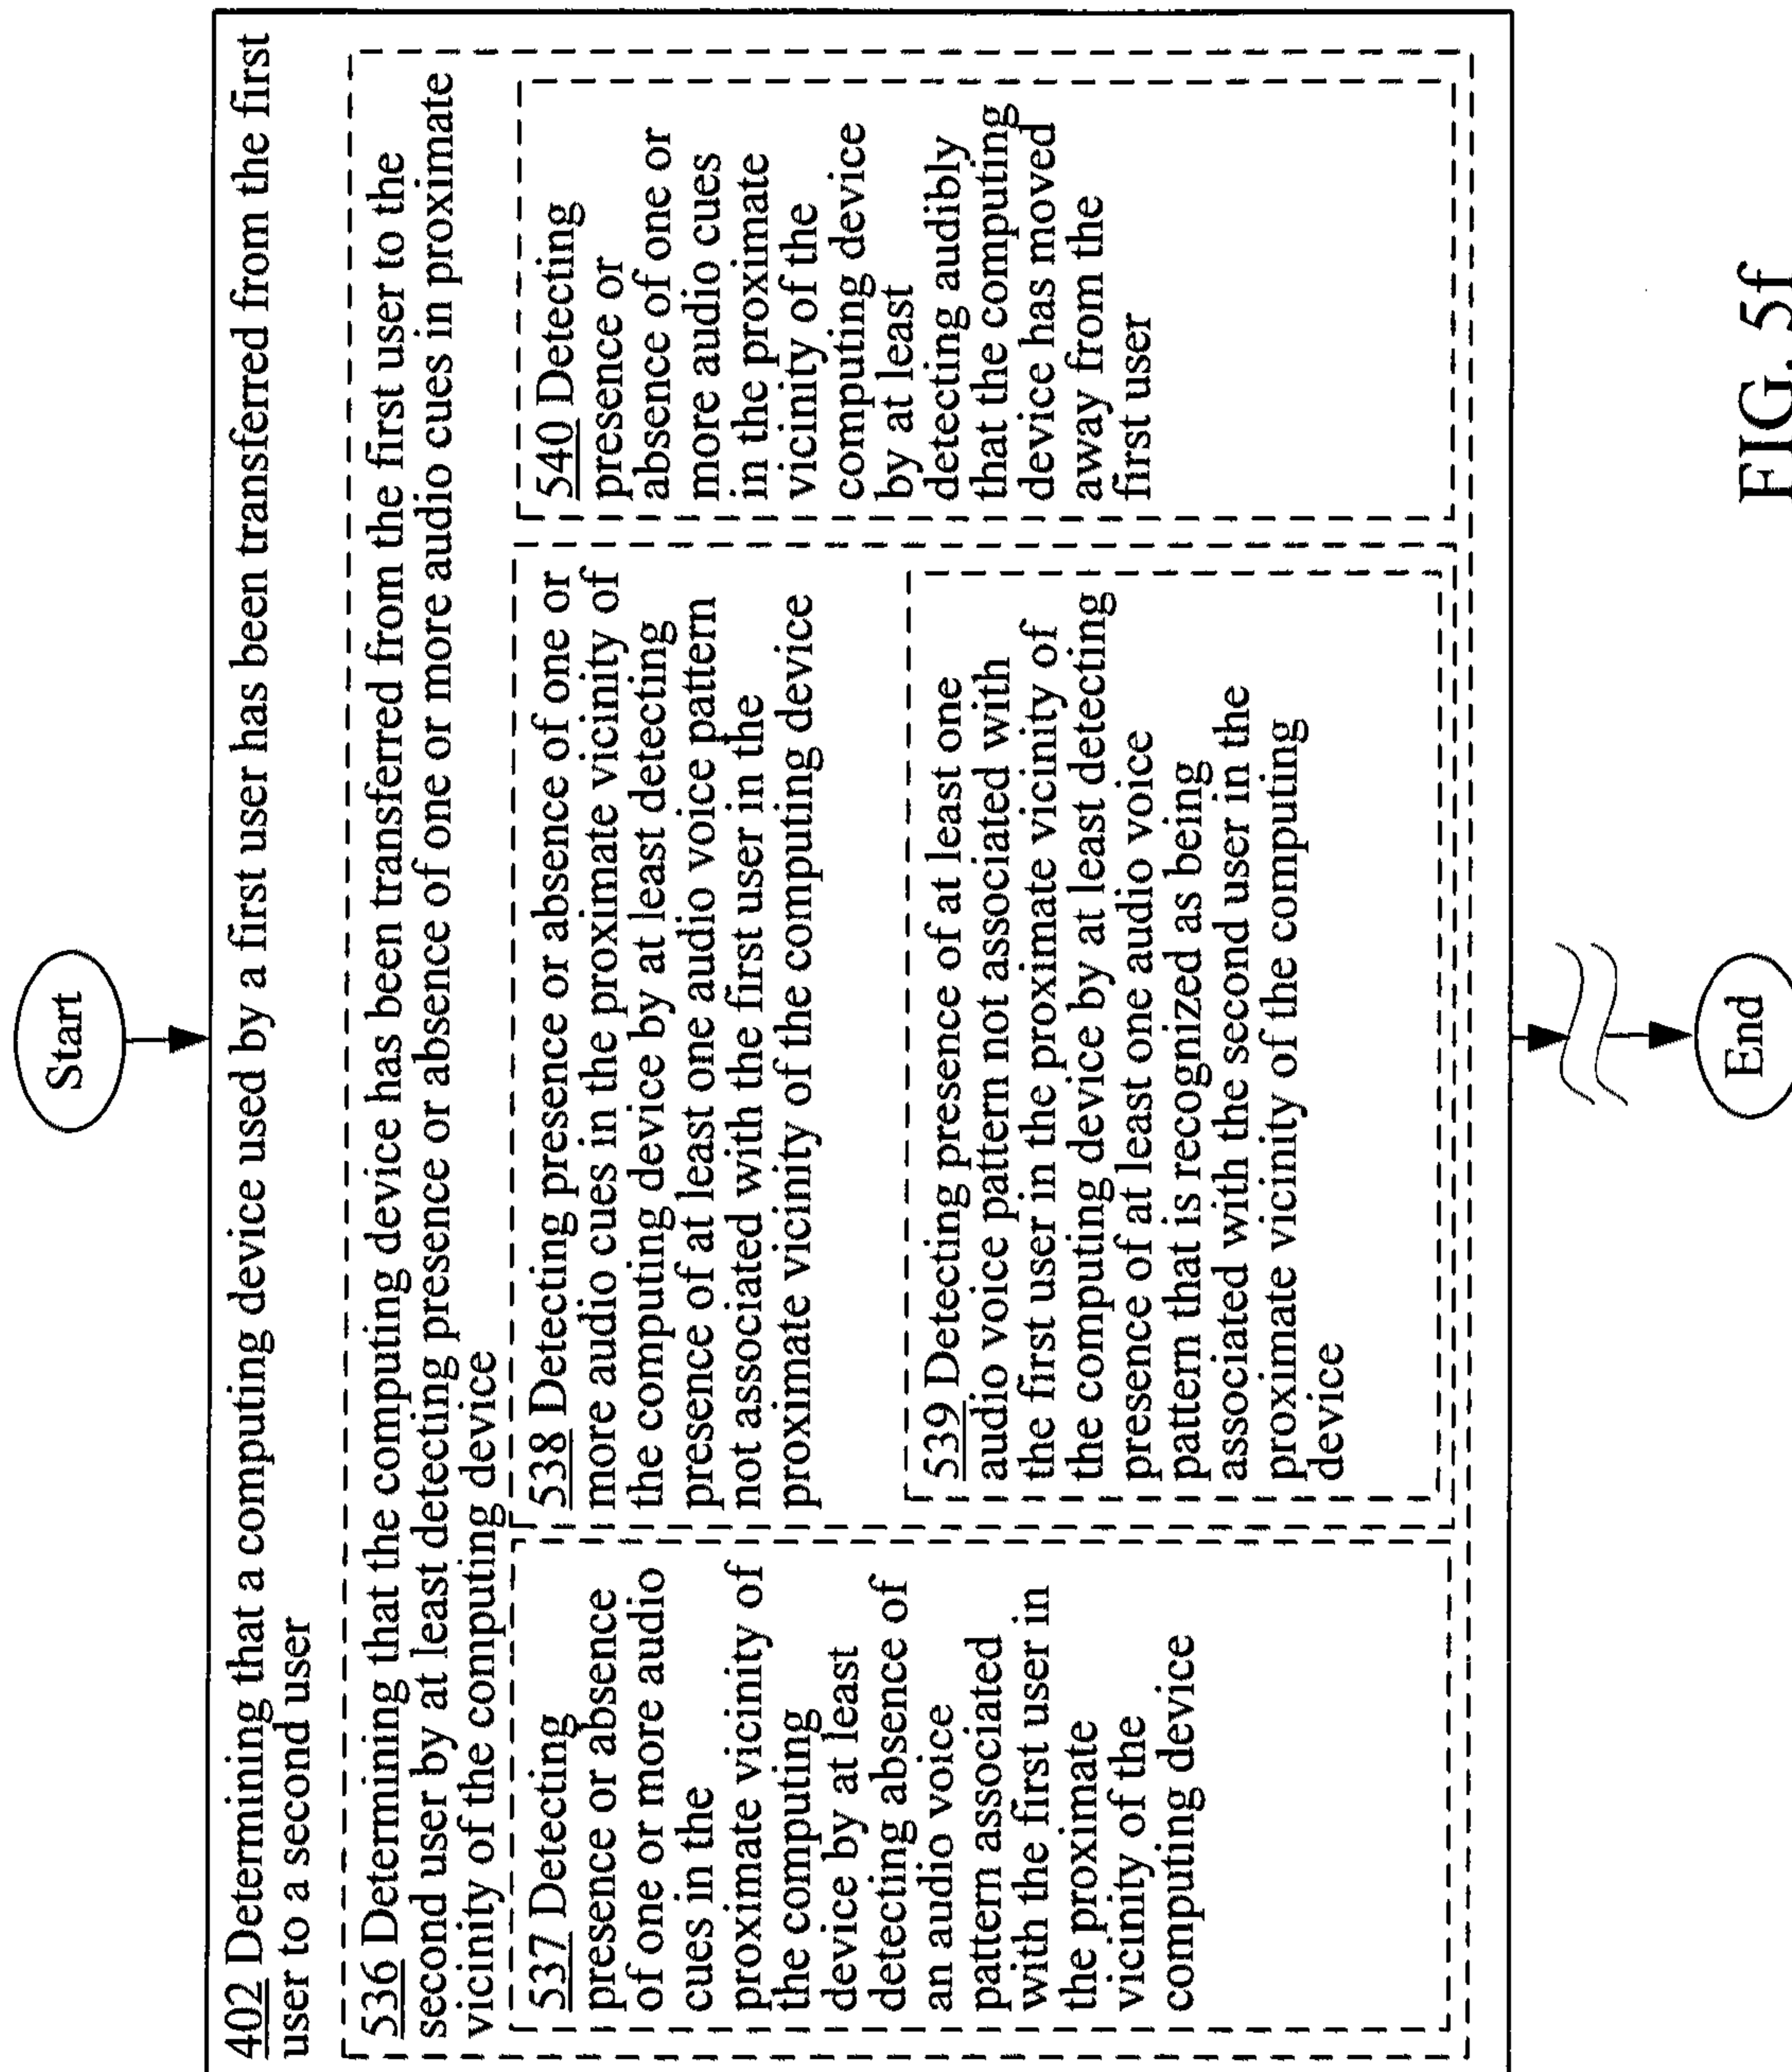 Start
402 Determining that a computing device used by a first user has been transferred from the first
user to a second user
536 Determining that the computing device has been transferred from the first user to the
second user by at least detecting presence or absence of one or more audio cues in proximate
vicinity of the computing device
537 Detecting
presence or absence
of one or more audio
cues in the
proximate vicinity of
the computing
device by at least
detecting absence of
an audio voice
pattern associated
with the first user in
the proximate
vicinity of the
computing device
538 Detecting presence or absence of one or
more audio cues in the proximate vicinity of
the computing device by at least detecting
presence of at least one audio voice pattern
not associated with the first user in the
proximate vicinity of the computing device
539 Detecting presence of at least one
audio voice pattern not associated with
the first user in the proximate vicinity of
the computing device by at least detecting
presence of at least one audio voice
pattern that is recognized as being
associated with the second user in the
proximate vicinity of the computing
device
540 Detecting
presence or
absence of one or
more audio cues
in the proximate
vicinity of the
computing device
by at least
detecting audibly
that the computing
device has moved
away from the
first user
End
FIG. 5f